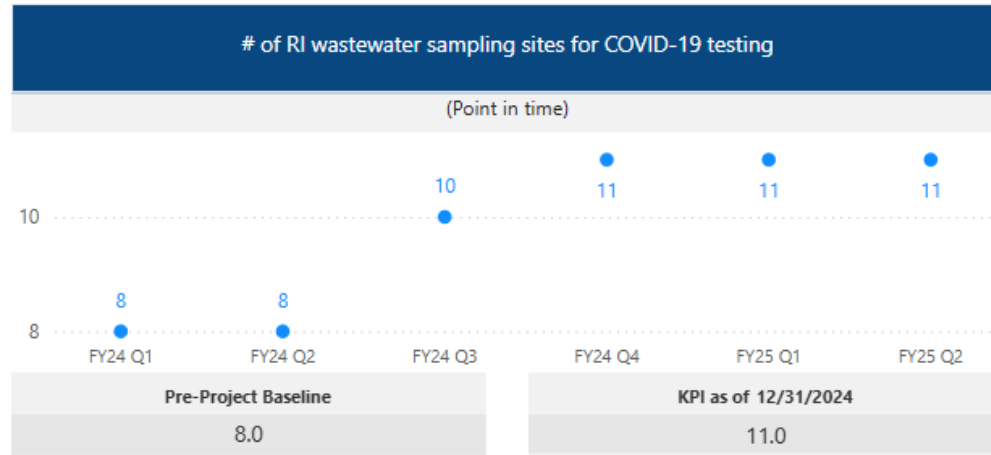 # of RI wastewater sampling sites for COVID-19 testing
(Point in time)
11 11 11
10
10
8 8
8
FY24 Q1 FY24 Q2 FY24 Q3 FY24 Q4 FY25 Q1 FY25 Q2
Pre-Project Baseline KPI as of 12/31/2024
8.0 11.0